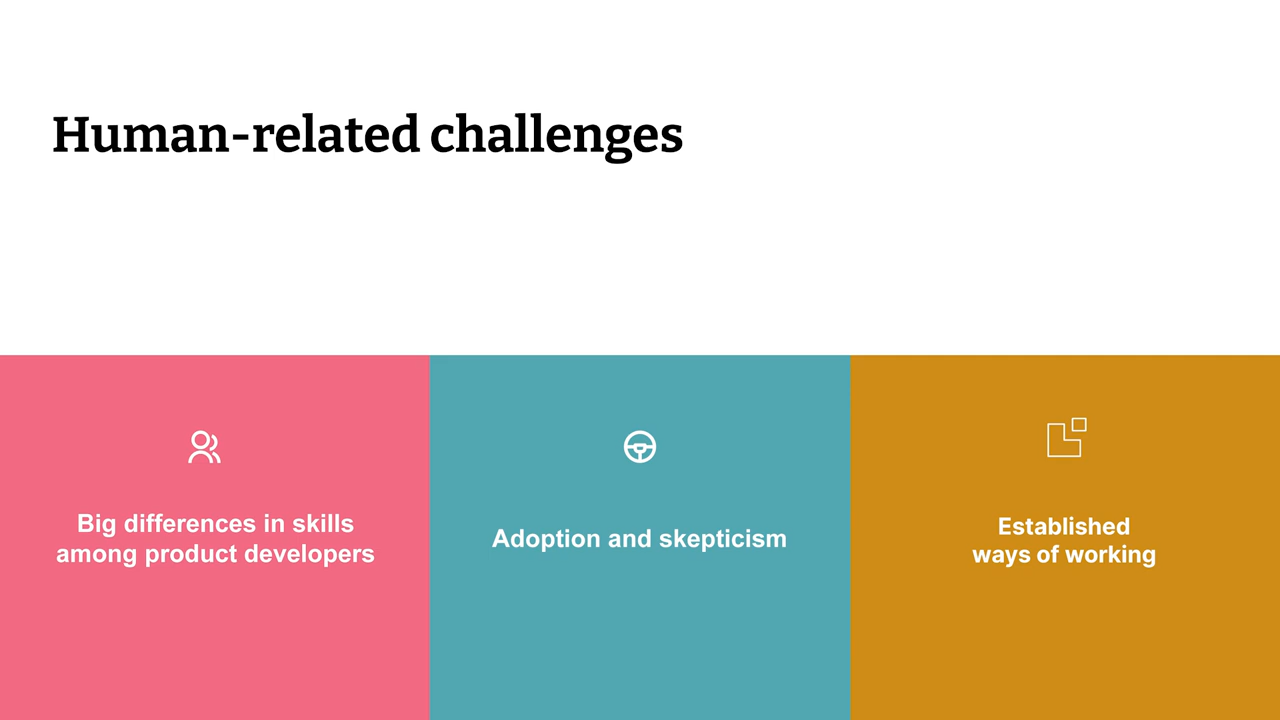 Human-related challenges
Big differences in skills
among product developers
Adoption and skepticism
Established
ways of working